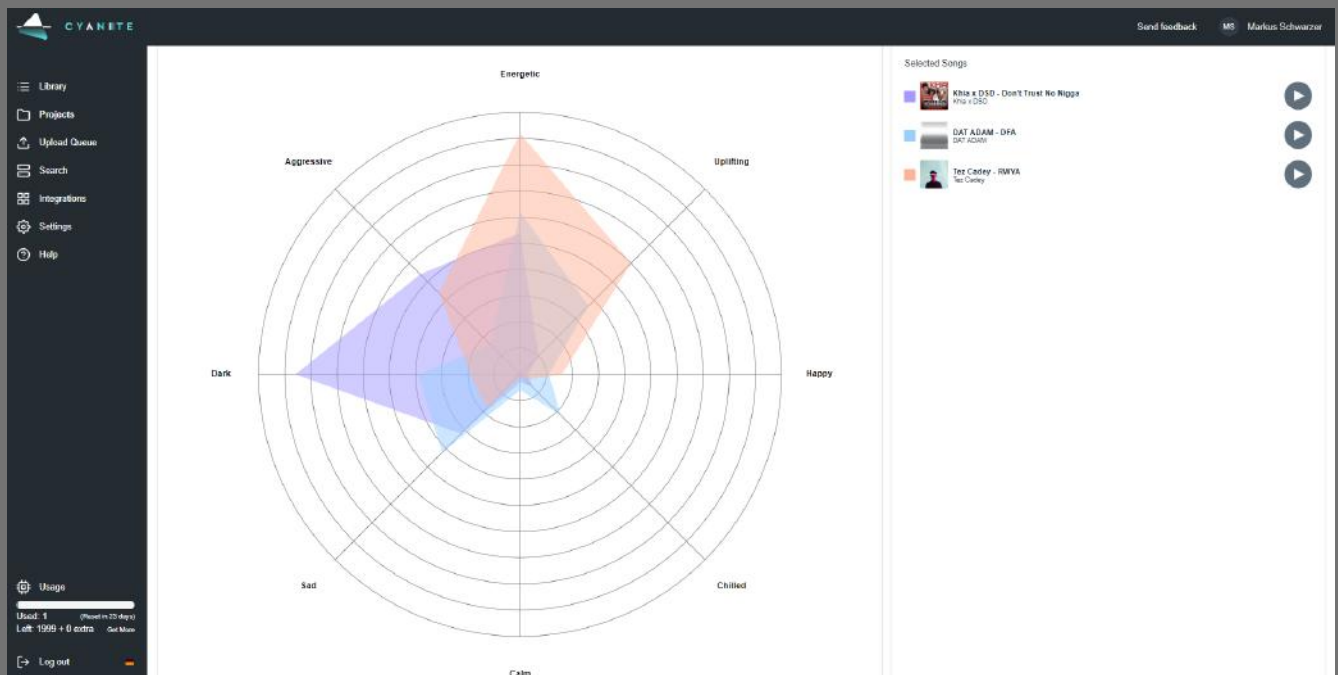 CYANITE
Send feedback
MS
Markus Schwarzer
Library
Projects
Upload Queue
Search
Integrations
Settings
Help
Usage
Used: 1
(Reset in 23 days)
Left: 1999 + 0 extra
Get More
Log out
Energetic
Aggressive
Uplifting
Dark
Happy
Sad
Chilled
Calm
Selected Songs
Khia x DSD - Don't Trust No Nigga
Khia x DSD
DAT ADAM - DFA
DAT ADAM
Tez Cadey - RWYA
Tez Cadey